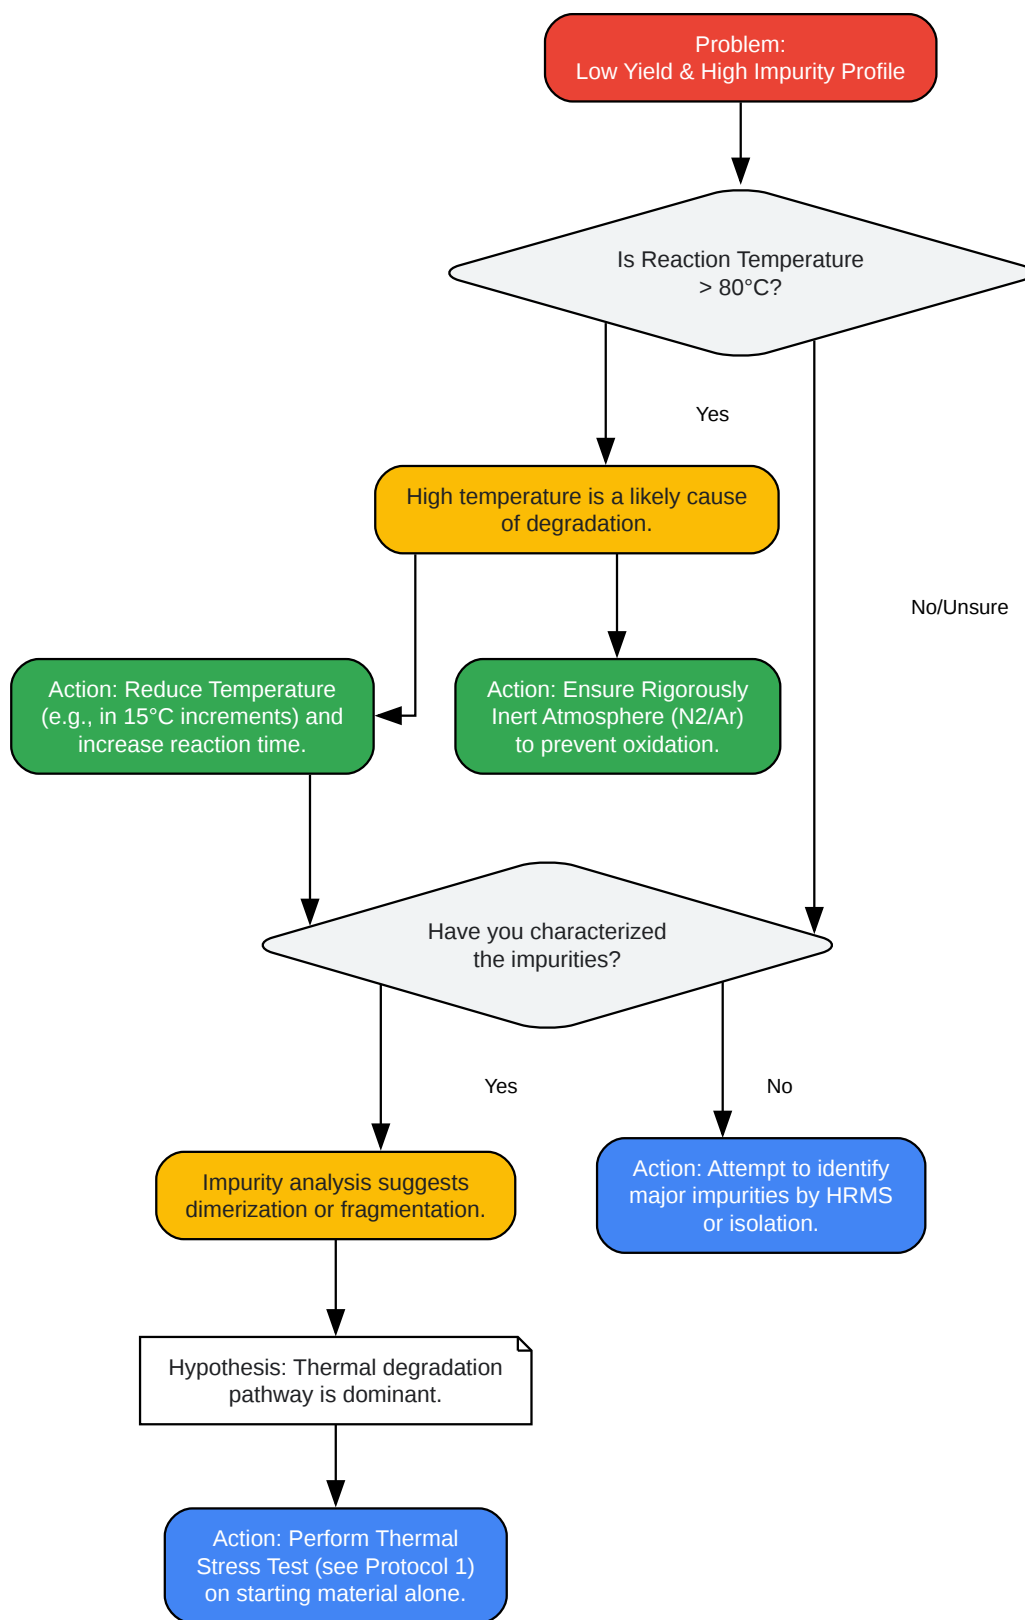 Problem:
Low Yield & High Impurity Profile
Is Reaction Temperature
> 80°C?
Yes
High temperature is a likely cause
of degradation.
No/Unsure
Action: Reduce Temperature
(e.g., in 15°C increments) and
increase reaction time.
Action: Ensure Rigorously
Inert Atmosphere (N2/Ar)
to prevent oxidation.
Have you characterized
the impurities?
Yes
No
Impurity analysis suggests
dimerization or fragmentation.
Action: Attempt to identify
major impurities by HRMS
or isolation.
Hypothesis: Thermal degradation
pathway is dominant.
Action: Perform Thermal
Stress Test (see Protocol 1)
on starting material alone.